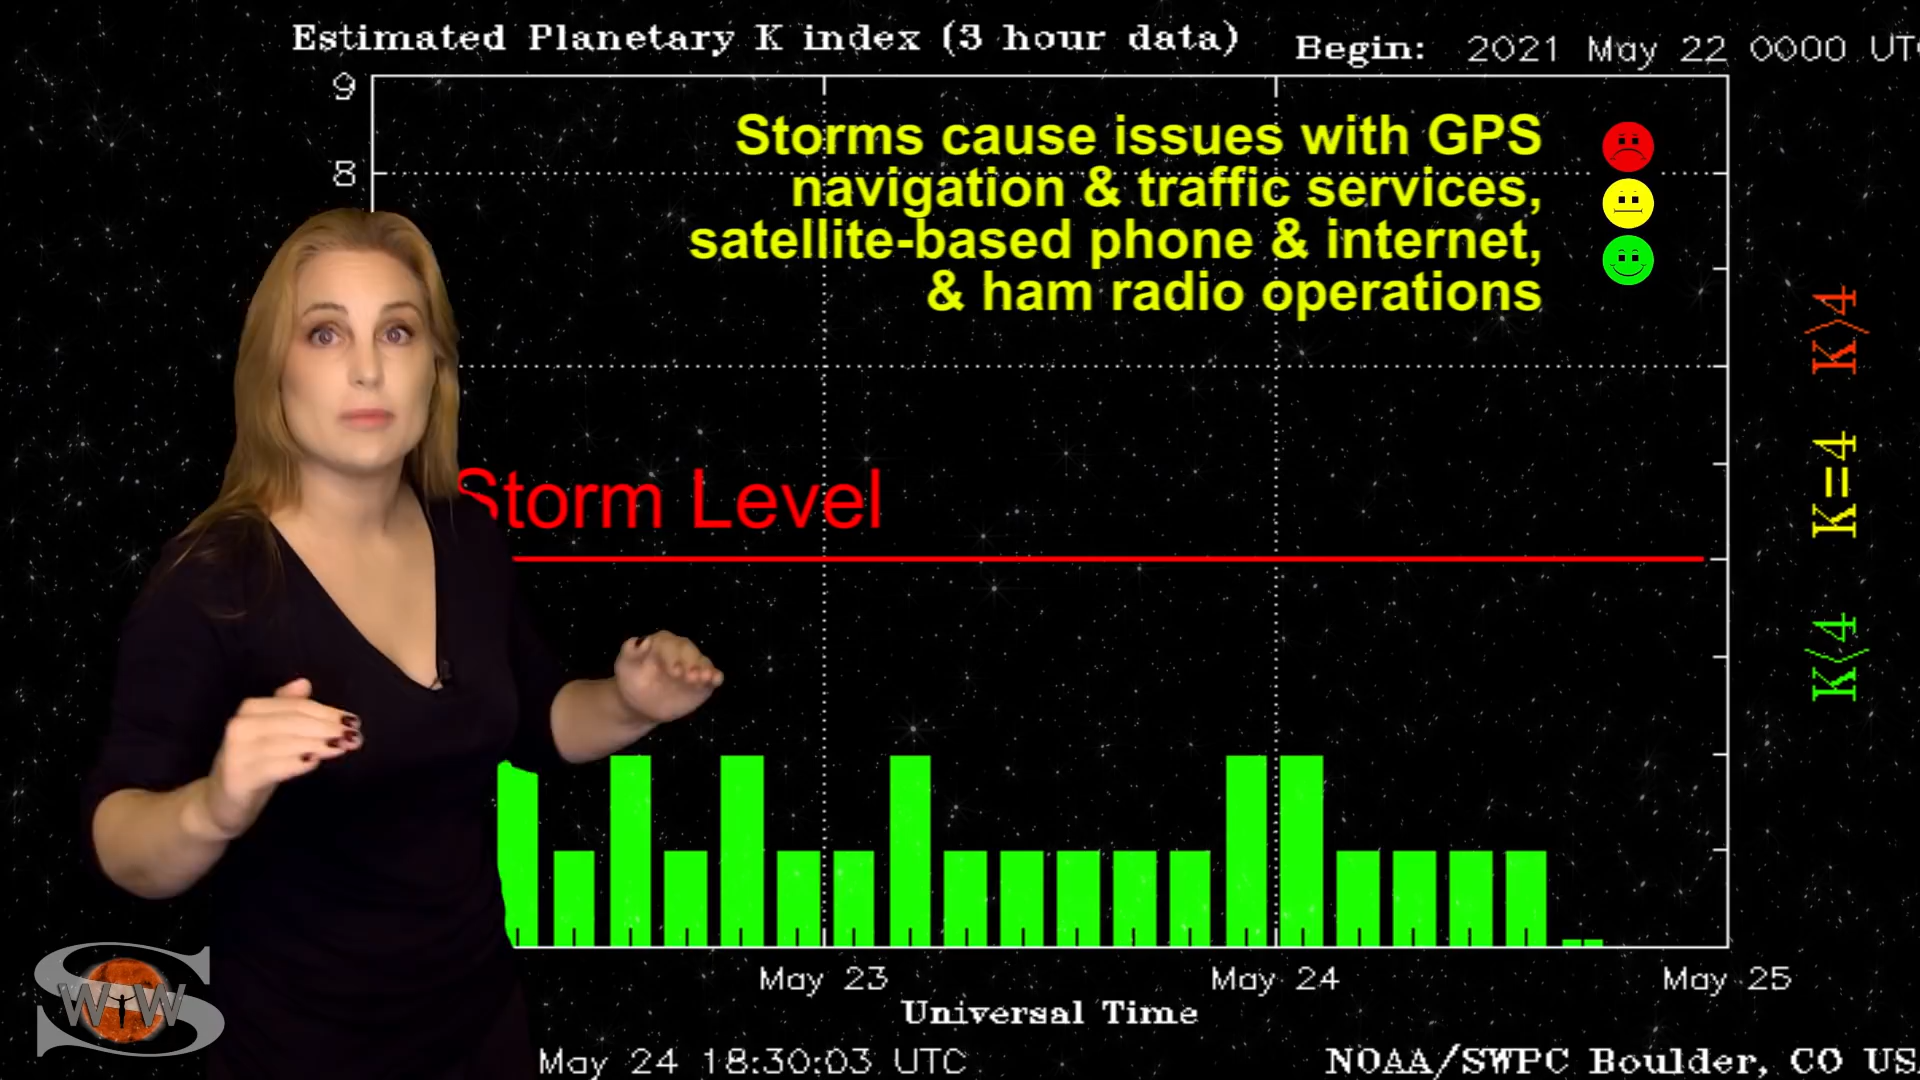 Estimated Planetary K index (3 hour data)
Begin: 2021 May 22 0000 UTC
9
8
Storms cause issues with GPS
navigation & traffic services,
satellite-based phone & internet,
& ham radio operations
K>4
K=4
K<4
Storm Level
May 23
May 24
May 25
Universal Time
SWW
May 24 18:30:03 UTC
NOAA/SWPC Boulder, CO US